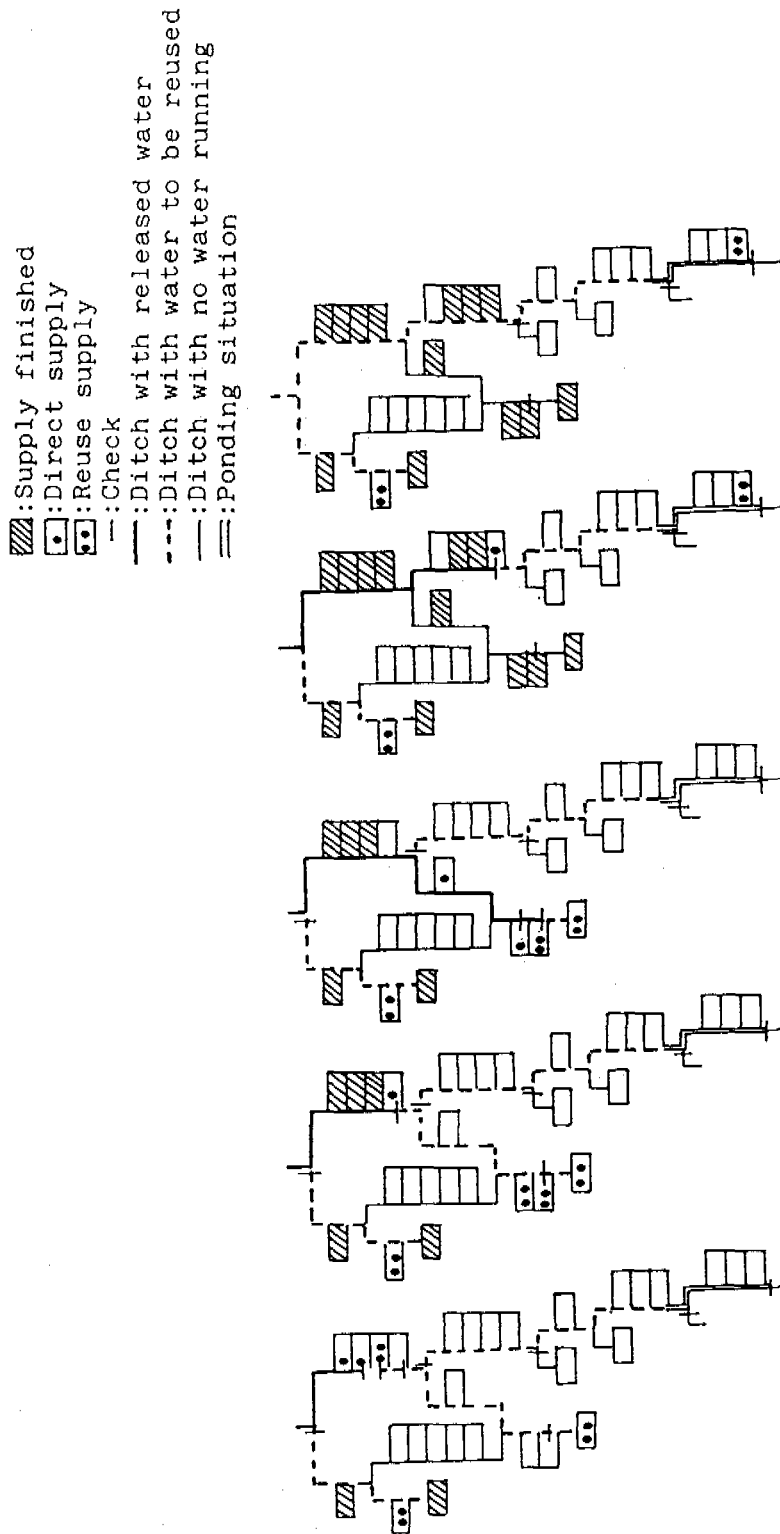 :Supply finished
:Direct supply
:Reuse supply
:Check
:Ditch with released water
:Ditch with water to be reused
:Ditch with no water running
:Ponding situation